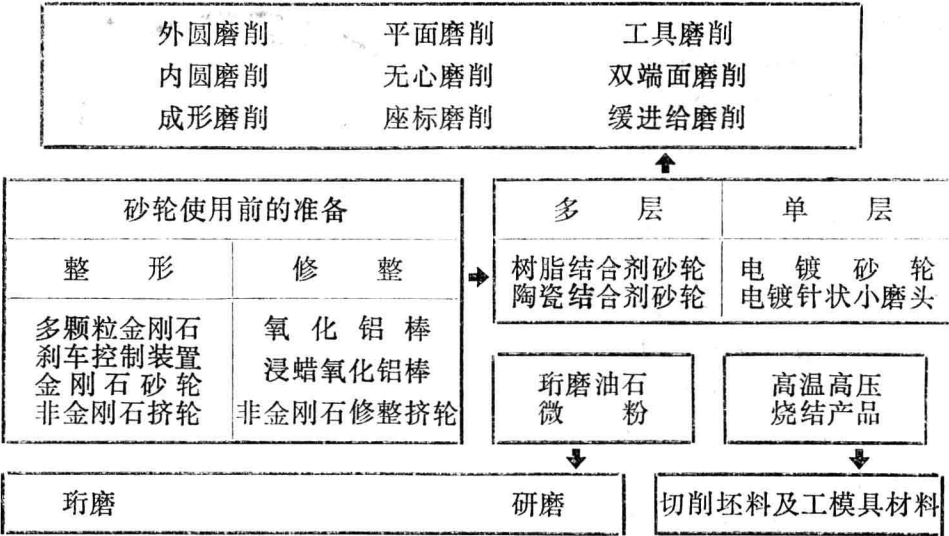 外圆磨削 平面磨削 工具磨削
内圆磨削 无心磨削 双端面磨削
成形磨削 座标磨削 缓进给磨削
砂轮使用前的准备
整形 修整
多颗粒金刚石
刹车控制装置
金刚石砂轮
非金刚石挤轮
氧化铝棒
浸蜡氧化铝棒
非金刚石修整挤轮
多层 单层
树脂结合剂砂轮
陶瓷结合剂砂轮
电镀砂轮
电镀针状小磨头
珩磨油石
微粉
高温高压
烧结产品
珩磨 研磨
切削坯料及工模具材料